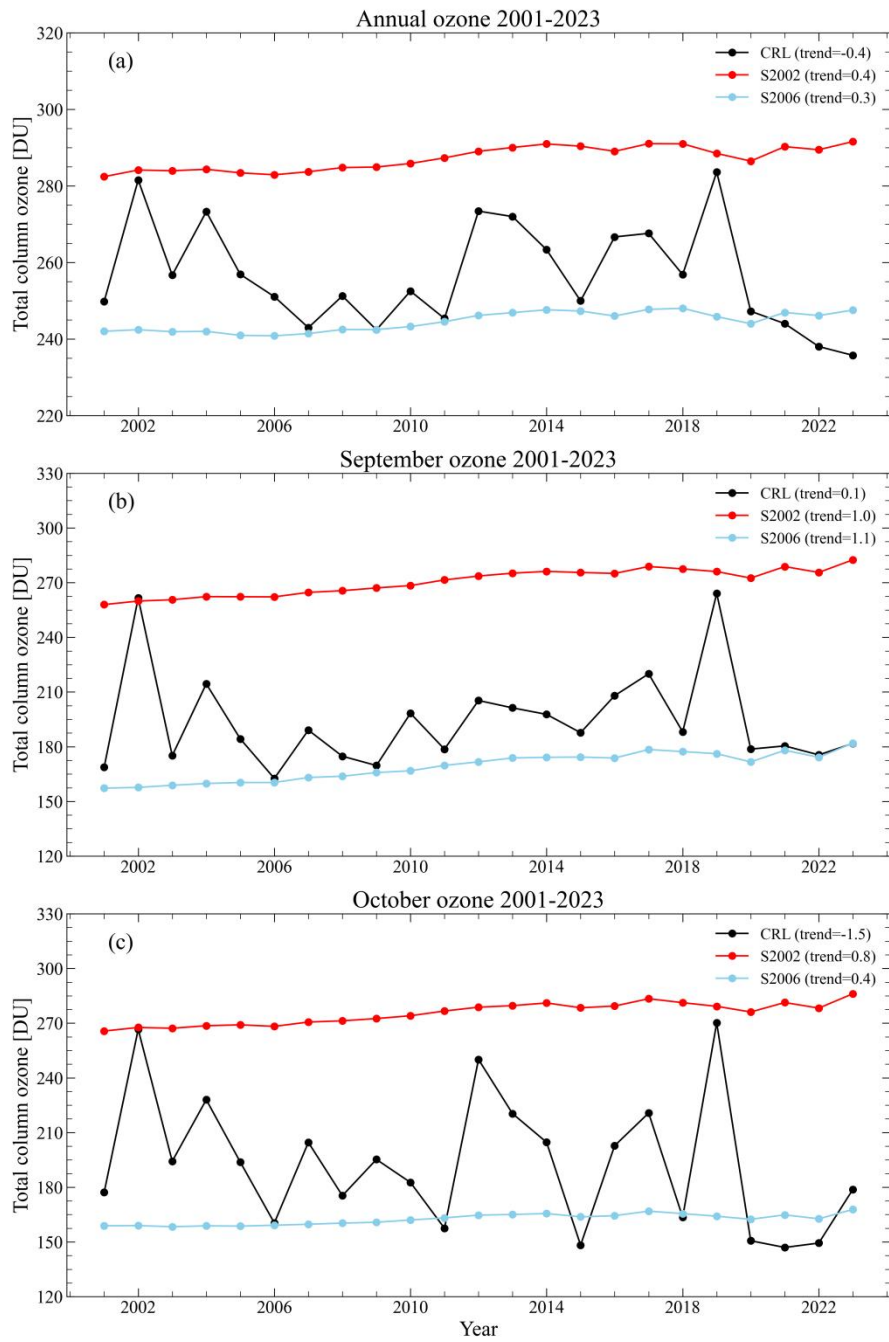 Annual ozone 2001-2023
320
(a)
CRL (trend=-0.4)
S2002 (trend=0.4)
S2006 (trend=0.3)
300
280
260
240
220
Total column ozone [DU]
2002 2006 2010 2014 2018 2022
September ozone 2001-2023
330
(b)
CRL (trend=0.1)
S2002 (trend=1.0)
S2006 (trend=1.1)
300
270
240
210
180
150
120
Total column ozone [DU]
2002 2006 2010 2014 2018 2022
October ozone 2001-2023
330
(c)
CRL (trend=-1.5)
S2002 (trend=0.8)
S2006 (trend=0.4)
300
270
240
210
180
150
120
Total column ozone [DU]
2002 2006 2010 2014 2018 2022
Year